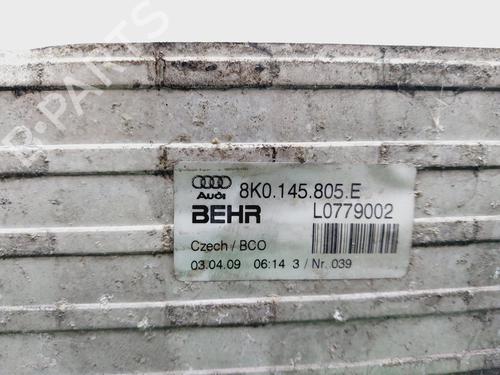 B-PARTS
Audi
8K0.145.805.E
BEHR
L0779002
Czech / BCO
03.04.09 06:14 3 / Nr. 039